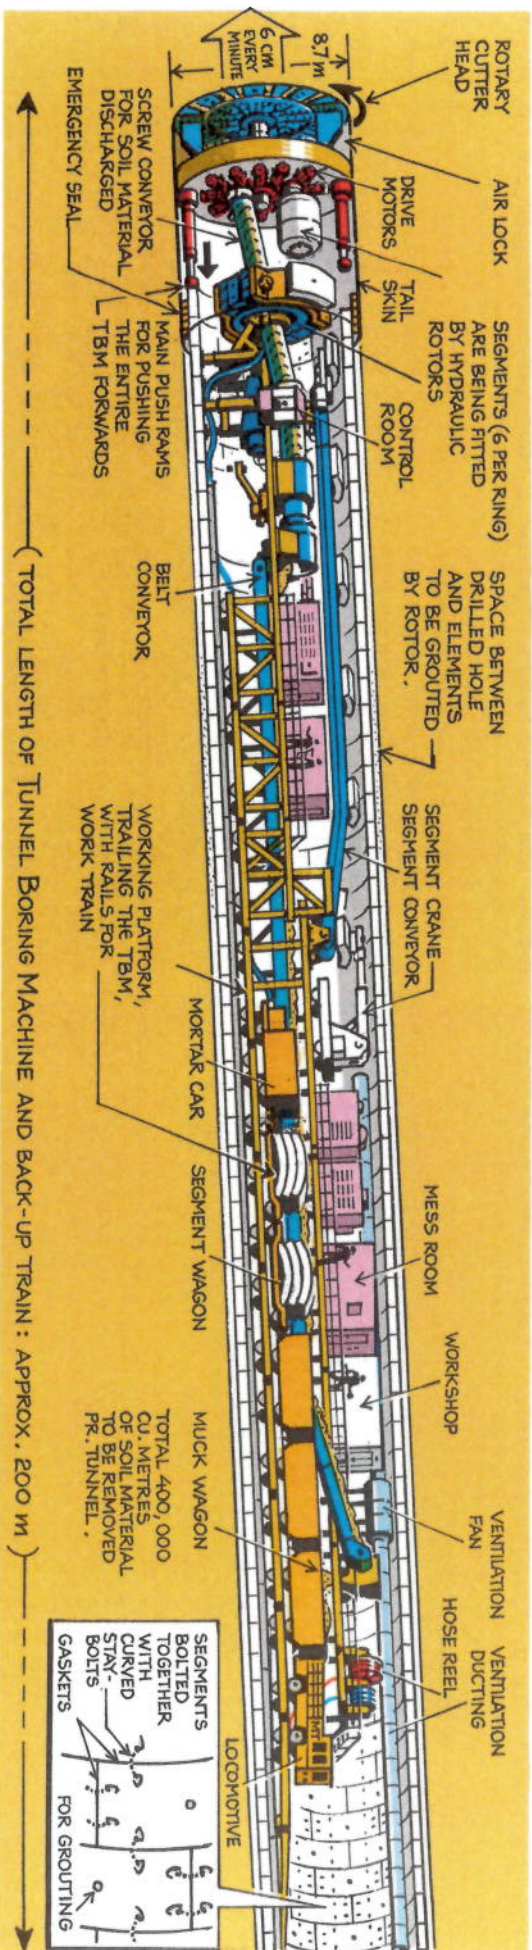 ROTARY
CUTTER
HEAD
AIR LOCK
SEGMENTS (6 PER RING)
ARE BEING FITTED
BY HYDRAULIC
ROTORS
SPACE BETWEEN
DRILLED HOLE
AND ELEMENTS
TO BE GROUTED
BY ROTOR.
SEGMENT CRANE
SEGMENT CONVEYOR
MESS ROOM
WORKSHOP
VENTILATION
FAN
VENTILATION
DUCTING
HOSE REEL
DRIVE
MOTORS
TAIL
SKIN
CONTROL
ROOM
8,7 m
6 CM
EVERY
MINUTE
MT
SCREW CONVEYOR
FOR SOIL MATERIAL
DISCHARGED
EMERGENCY SEAL
MAIN PUSH RAMS
FOR PUSHING
THE ENTIRE
TBM FORWARDS
BELT
CONVEYOR
WORKING PLATFORM,
TRAILING THE TBM,
WITH RAILS FOR
WORK TRAIN
MORTAR CAR
SEGMENT WAGON
MUCK WAGON
TOTAL 400,000
CU. METRES
OF SOIL MATERIAL
TO BE REMOVED
PR. TUNNEL.
LOCOMOTIVE
SEGMENTS
BOLTED
TOGETHER
WITH
CURVED
STAY-
BOLTS
GASKETS
FOR GROUTING
(TOTAL LENGTH OF TUNNEL BORING MACHINE AND BACK-UP TRAIN: APPROX. 200 m)